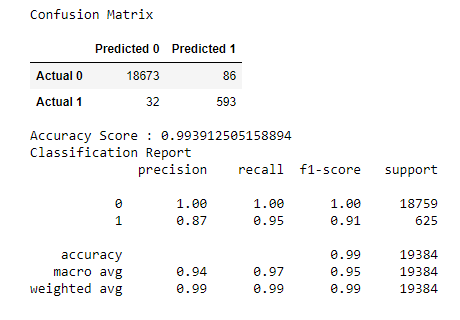 Confusion Matrix
Predicted 0 Predicted 1
Actual 0 18673 86
Actual 1 32 593
Accuracy Score : 0.993912505158894
Classification Report
precision recall f1-score support
0 1.00 1.00 1.00 18759
1 0.87 0.95 0.91 625
accuracy 0.99 19384
macro avg 0.94 0.97 0.95 19384
weighted avg 0.99 0.99 0.99 19384